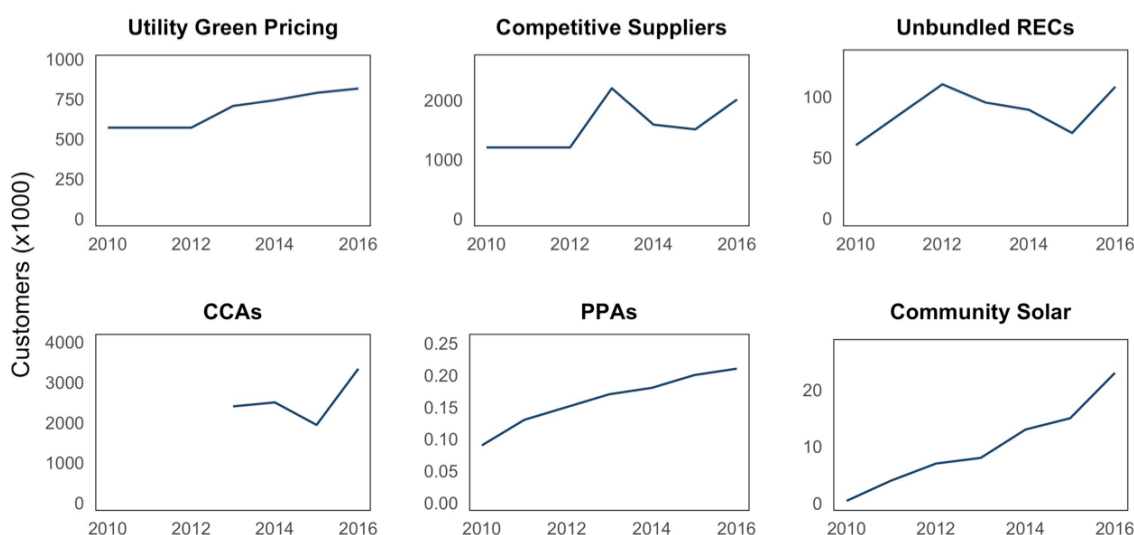 Utility Green Pricing
1000
750
500
250
0
2010 2012 2014 2016
Competitive Suppliers
2000
1000
0
2010 2012 2014 2016
Unbundled RECs
100
50
0
2010 2012 2014 2016
Customers (x1000)
CCAs
4000
3000
2000
1000
0
2010 2012 2014 2016
PPAs
0.25
0.20
0.15
0.10
0.05
0.00
2010 2012 2014 2016
Community Solar
20
10
0
2010 2012 2014 2016